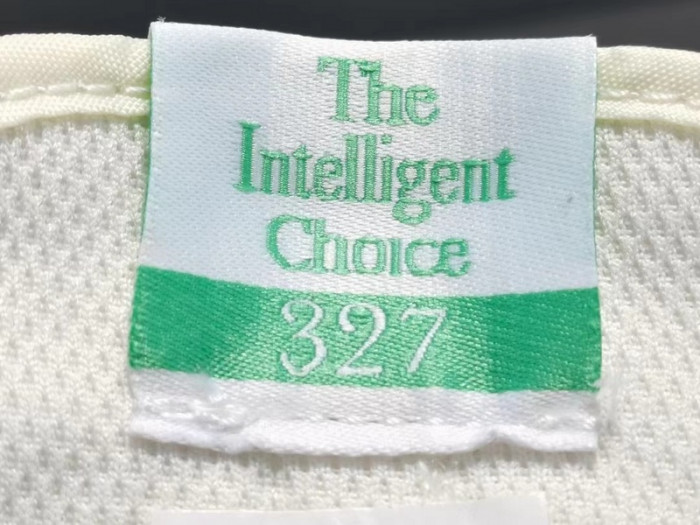 The
Intelligent
Choice
327